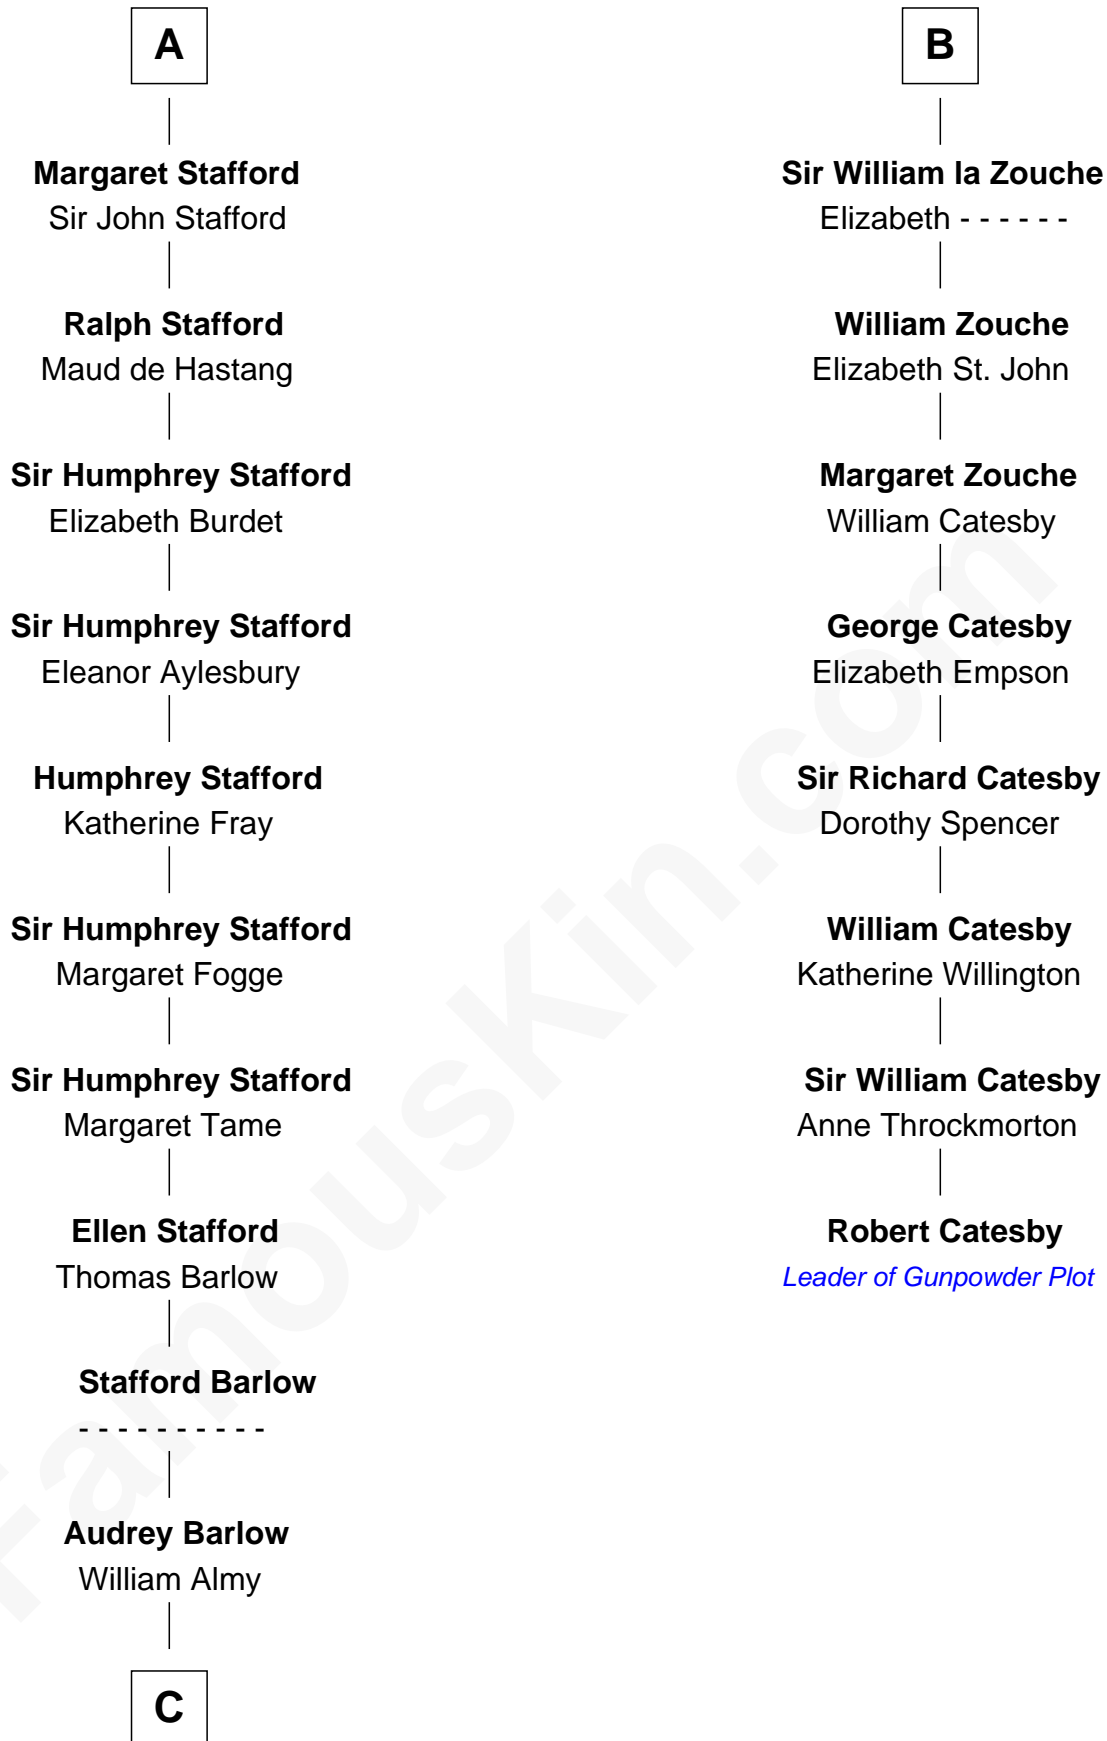 A
Margaret Stafford
Sir John Stafford
Ralph Stafford
Maud de Hastang
Sir Humphrey Stafford
Elizabeth Burdet
Sir Humphrey Stafford
Eleanor Aylesbury
Humphrey Stafford
Katherine Fray
Sir Humphrey Stafford
Margaret Fogge
Sir Humphrey Stafford
Margaret Tame
Ellen Stafford
Thomas Barlow
Stafford Barlow
- - - - - - - - - -
Audrey Barlow
William Almy
C
B
Sir William la Zouche
Elizabeth - - - - - -
William Zouche
Elizabeth St. John
Margaret Zouche
William Catesby
George Catesby
Elizabeth Empson
Sir Richard Catesby
Dorothy Spencer
William Catesby
Katherine Willington
Sir William Catesby
Anne Throckmorton
Robert Catesby
Leader of Gunpowder Plot
FamousKin.com